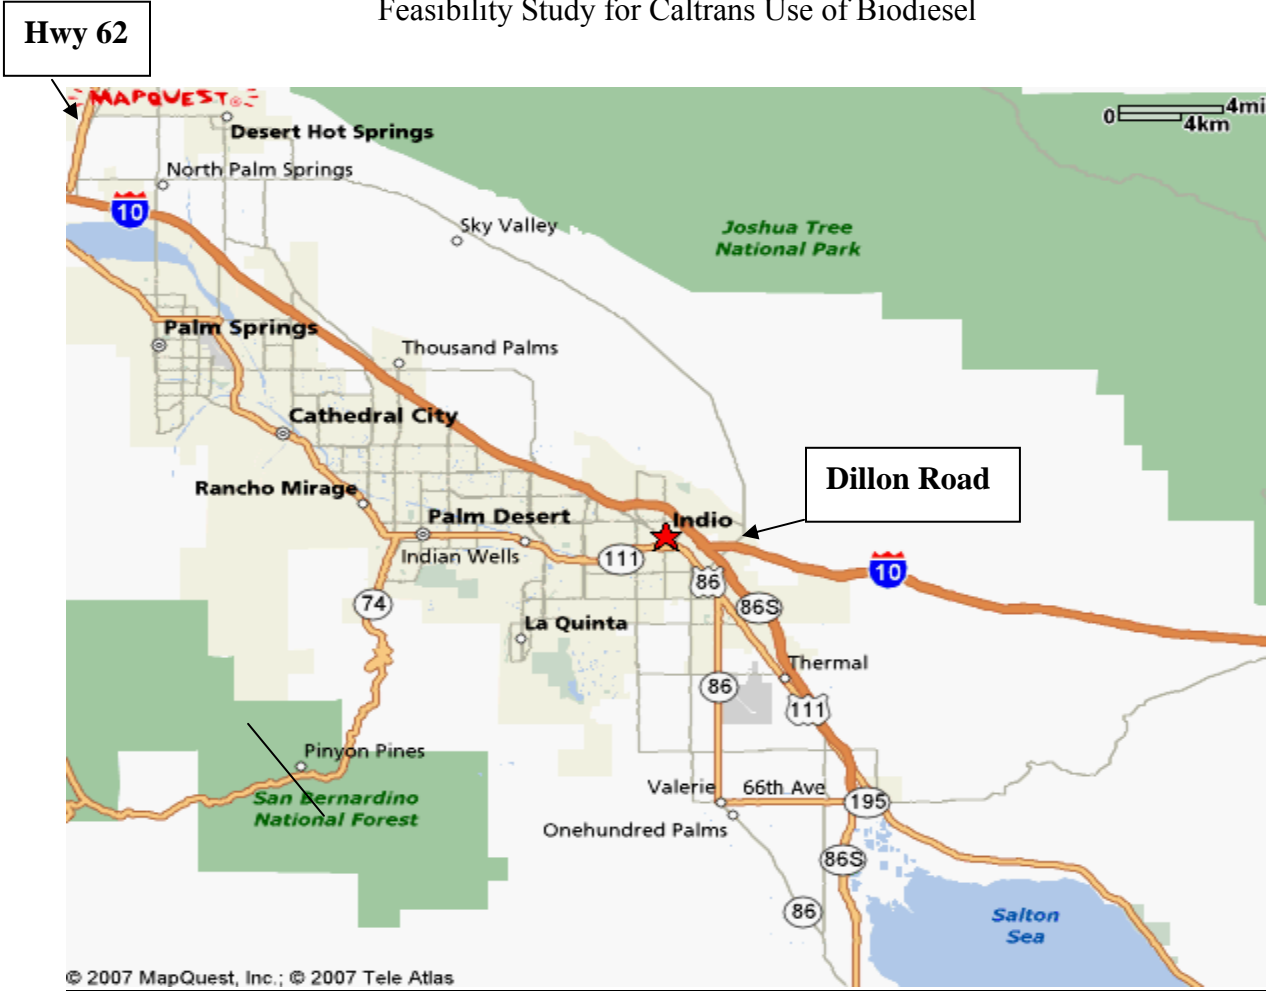 Feasibility Study for Caltrans Use of Biodiesel
Hwy 62
MAPQUEST
Desert Hot Springs
0 4mi
4km
North Palm Springs
10
Sky Valley
Joshua Tree
National Park
Palm Springs
Thousand Palms
Cathedral City
Dillon Road
Rancho Mirage
Palm Desert
Indio
Indian Wells
111
10
86
74
86S
La Quinta
Thermal
86
111
Pinyon Pines
Valerie
66th Ave
195
San Bernardino
National Forest
Onehundred Palms
86S
86
Salton
Sea
© 2007 MapQuest, Inc.; © 2007 Tele Atlas